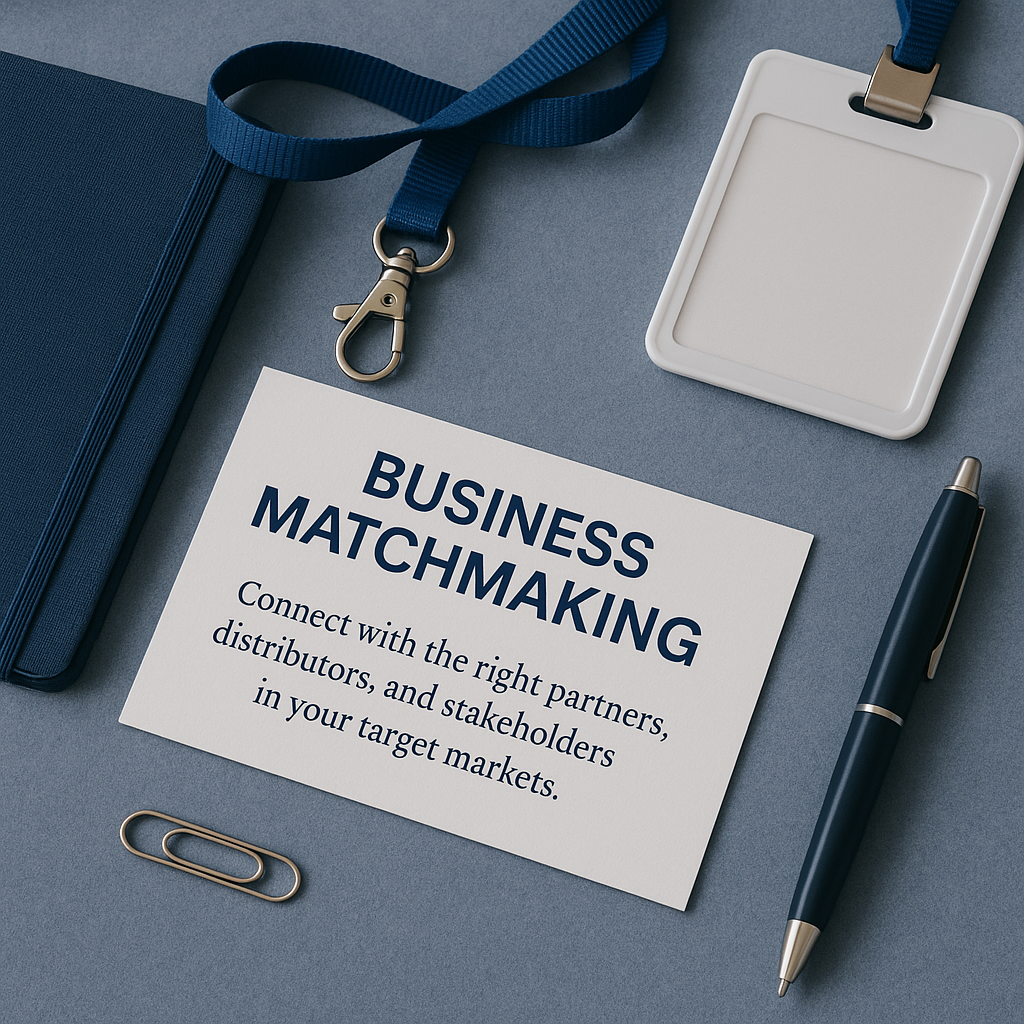 BUSINESS
MATCHMAKING
Connect with the right partners,
distributors, and stakeholders
in your target markets.